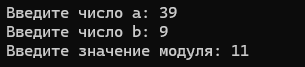 Введите число a: 39
Введите число b: 9
Введите значение модуля: 11